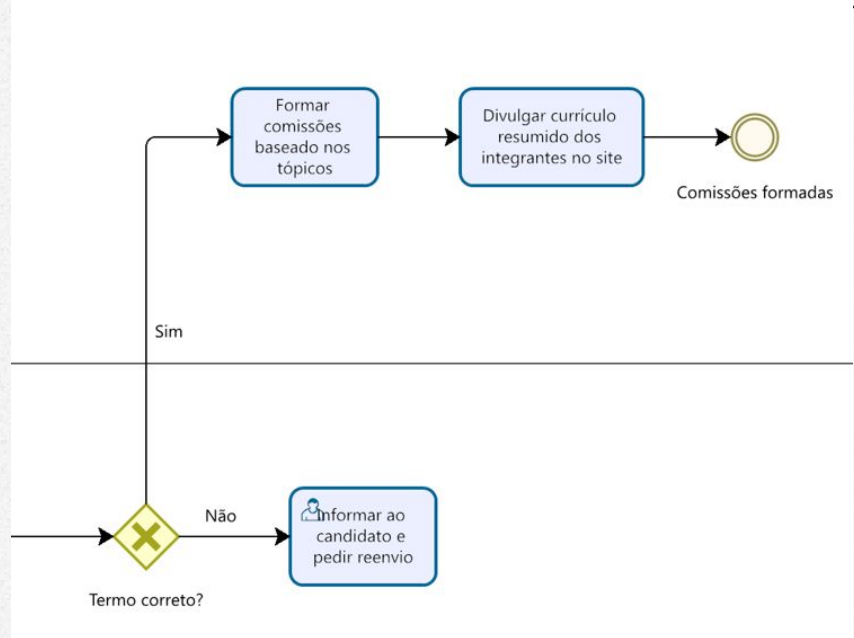 Formar
comissões
baseado nos
tópicos
Divulgar currículo
resumido dos
integrantes no site
Comissões formadas
Sim
Não
Informar ao
candidato e
pedir reenvio
Termo correto?